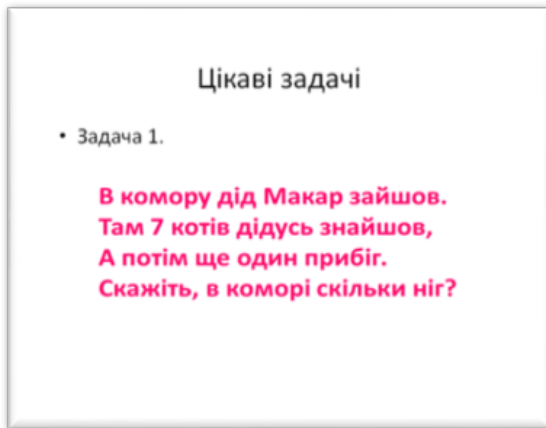 Цікаві задачі
• Задача 1.
В комору дід Макар зайшов.
Там 7 котів дідусь знайшов,
А потім ще один прибіг.
Скажіть, в коморі скільки ніг?